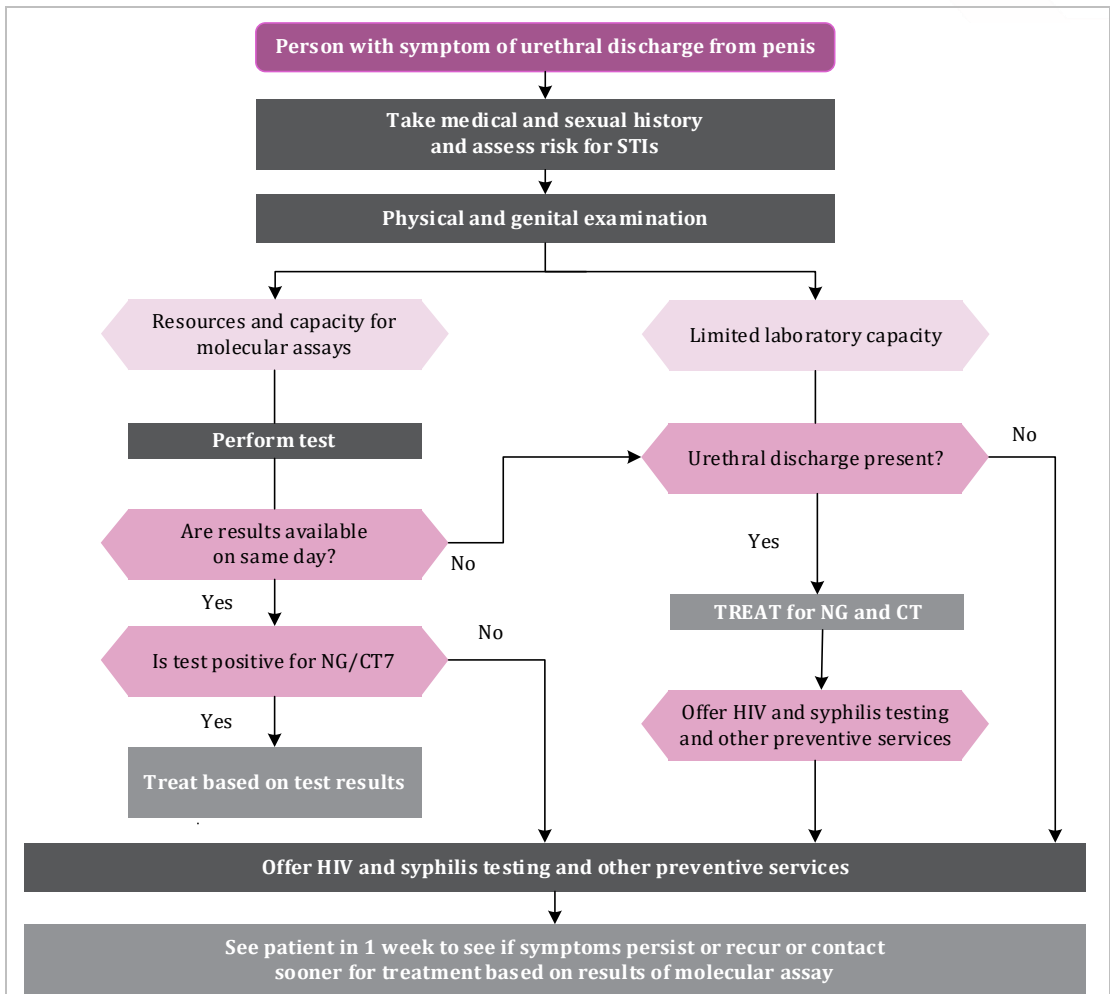 Person with symptom of urethral discharge from penis
Take medical and sexual history
and assess risk for STIs
Physical and genital examination
Resources and capacity for
molecular assays
Limited laboratory capacity
Perform test
Urethral discharge present?
No
Are results available
on same day?
No
Yes
Yes
TREAT for NG and CT
Is test positive for NG/CT7
No
Yes
Offer HIV and syphilis testing
and other preventive services
Treat based on test results
Offer HIV and syphilis testing and other preventive services
See patient in 1 week to see if symptoms persist or recur or contact
sooner for treatment based on results of molecular assay